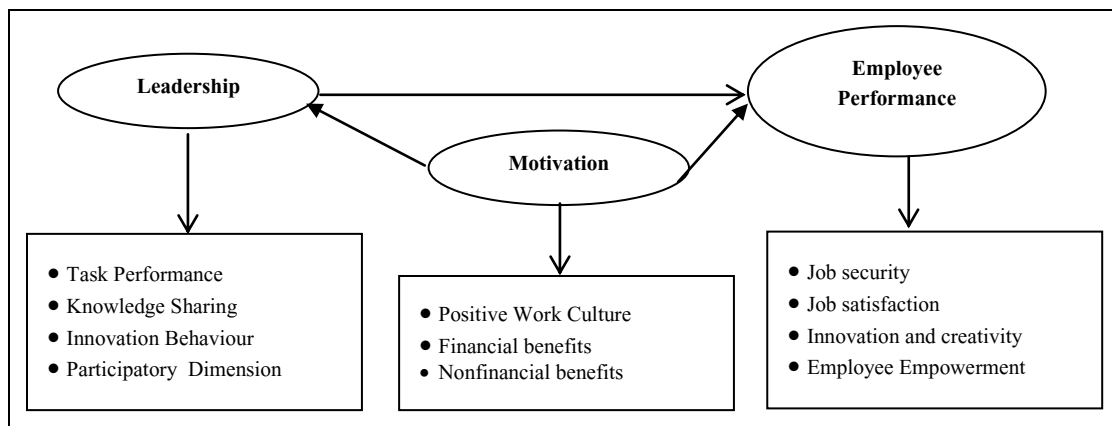 Leadership
Employee
Performance
Motivation
• Task Performance
• Knowledge Sharing
• Innovation Behaviour
• Participatory Dimension
• Positive Work Culture
• Financial benefits
• Nonfinancial benefits
• Job security
• Job satisfaction
• Innovation and creativity
• Employee Empowerment